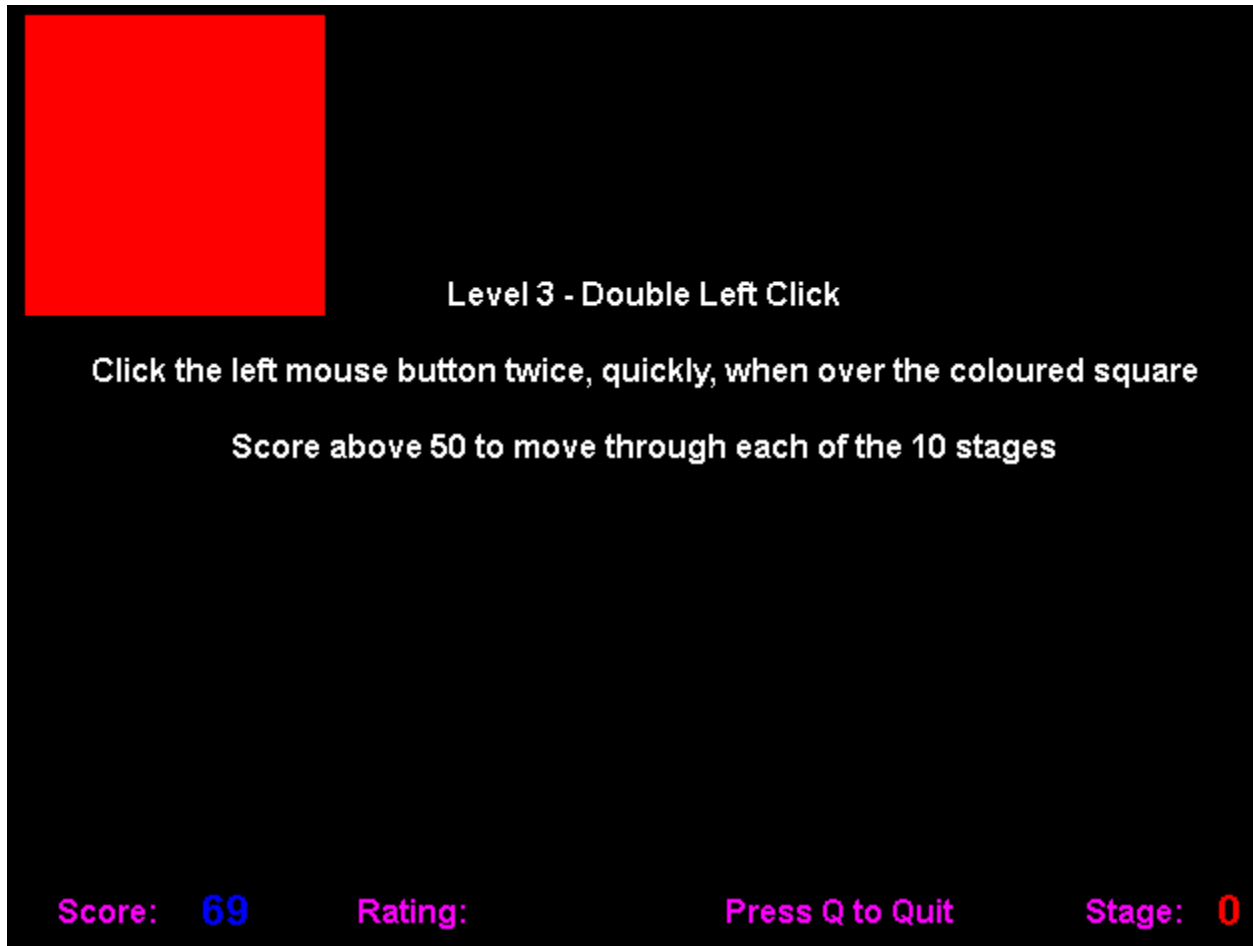 Level 3 - Double Left Click
Click the left mouse button twice, quickly, when over the coloured square
Score above 50 to move through each of the 10 stages
Score: 69 Rating: Press Q to Quit Stage: 0